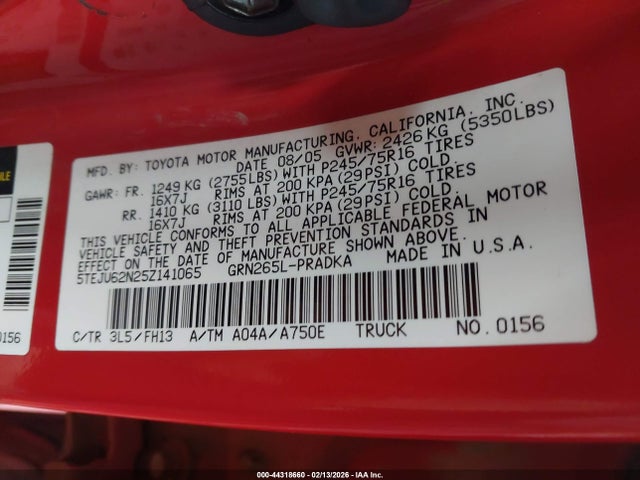 MFD. BY: TOYOTA MOTOR MANUFACTURING, CALIFORNIA, INC.
DATE 08/05 GVWR: 2426 KG (5350LBS)
GAWR: FR. 1249 KG (2755LBS) WITH P245/75R16 TIRES
16X7J RIMS AT 200 KPA (29 PSI) COLD.
RR. 1410 KG (3110 LBS) WITH P245/75R16 TIRES
16X7J RIMS AT 200 KPA (29 PSI) COLD.
THIS VEHICLE CONFORMS TO ALL APPLICABLE FEDERAL MOTOR
VEHICLE SAFETY AND THEFT PREVENTION STANDARDS IN
EFFECT ON THE DATE OF MANUFACTURE SHOWN ABOVE.
5TEJU62N25Z141065 GRN265L-PRADKA MADE IN U.S.A.
C/TR 3L5/FH13 A/TM A04A/A750E TRUCK NO. 0156
0156
000-44318660 - 02/13/2026 - IAA Inc.